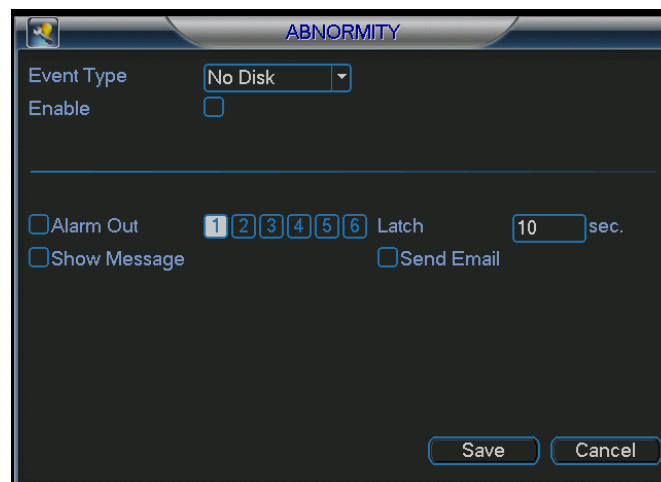 ABNORMITY
Event Type No Disk
Enable
Alarm Out 1 2 3 4 5 6 Latch 10 sec.
Show Message Send Email
Save Cancel